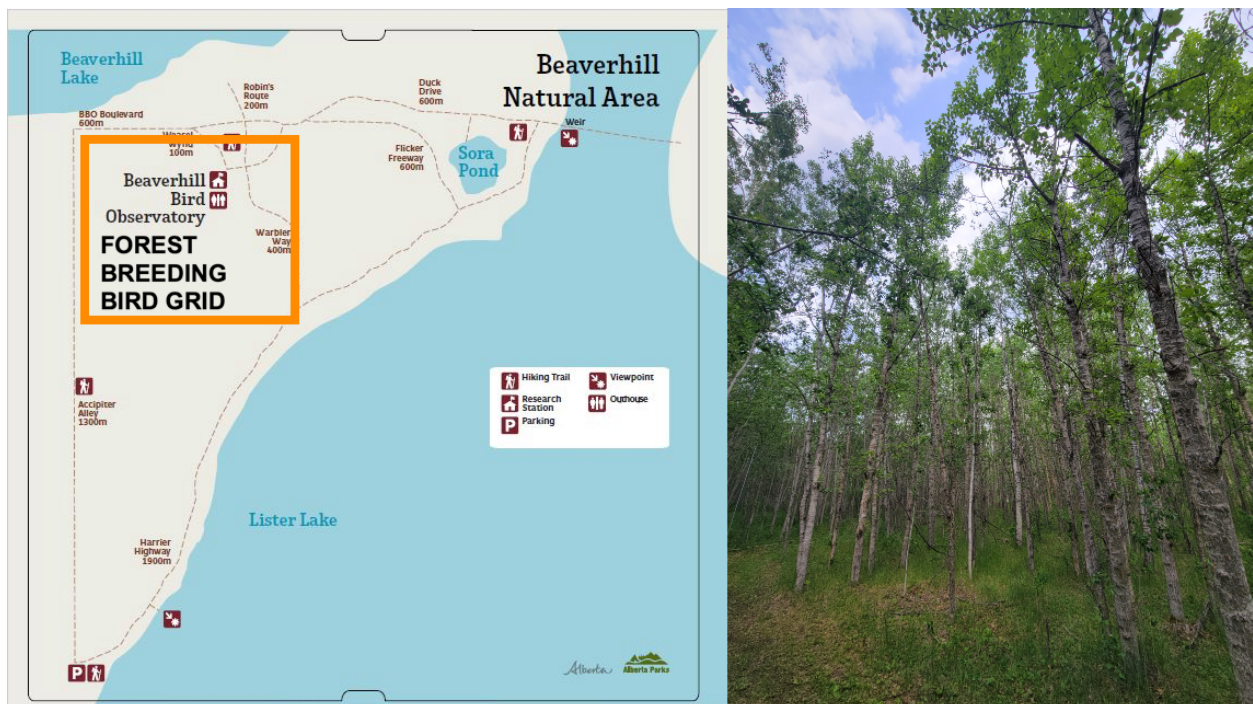 Beaverhill
Natural Area
Beaverhill
Lake
BBO Boulevard
600m
Robin's
Route
200m
Duck
Drive
600m
Weir
Weasel
Wynd
100m
Flicker
Freeway
600m
Sora
Pond
Beaverhill
Bird
Observatory
Warbler
Way
400m
FOREST
BREEDING
BIRD GRID
Accipiter
Alley
1300m
Hiking Trail
Viewpoint
Research
Station
Outhouse
P Parking
Lister Lake
Harrier
Highway
1900m
P
Alberta
Alberta Parks